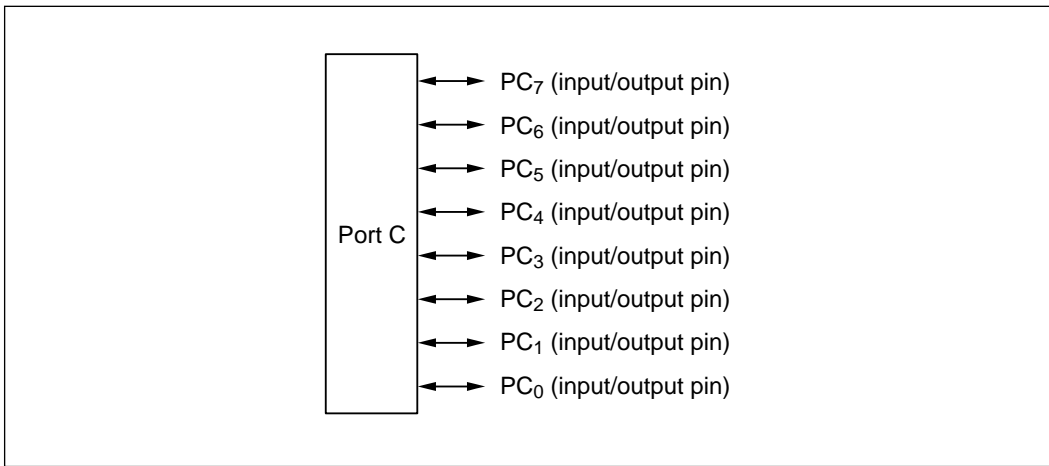 PC7 (input/output pin)
PC6 (input/output pin)
PC5 (input/output pin)
PC4 (input/output pin)
Port C
PC3 (input/output pin)
PC2 (input/output pin)
PC1 (input/output pin)
PC0 (input/output pin)